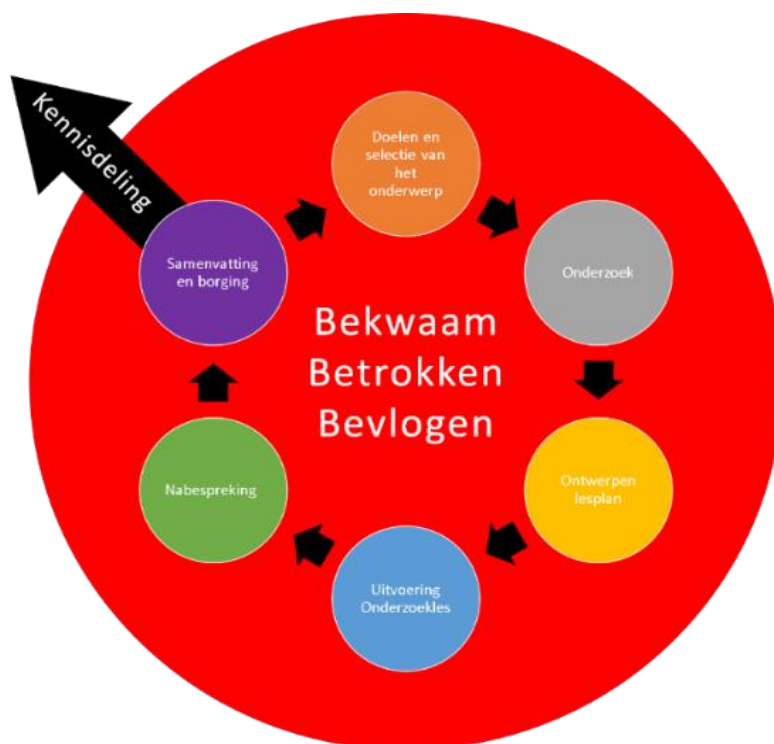 Kennisdeling
Doelen en
selectie van
het
onderwerp
Onderzoek
Ontwerpen
lesplan
Uitvoering
Onderzoekles
Nabespreking
Samenvatting
en borging
Bekwaam
Betrokken
Bevlogen